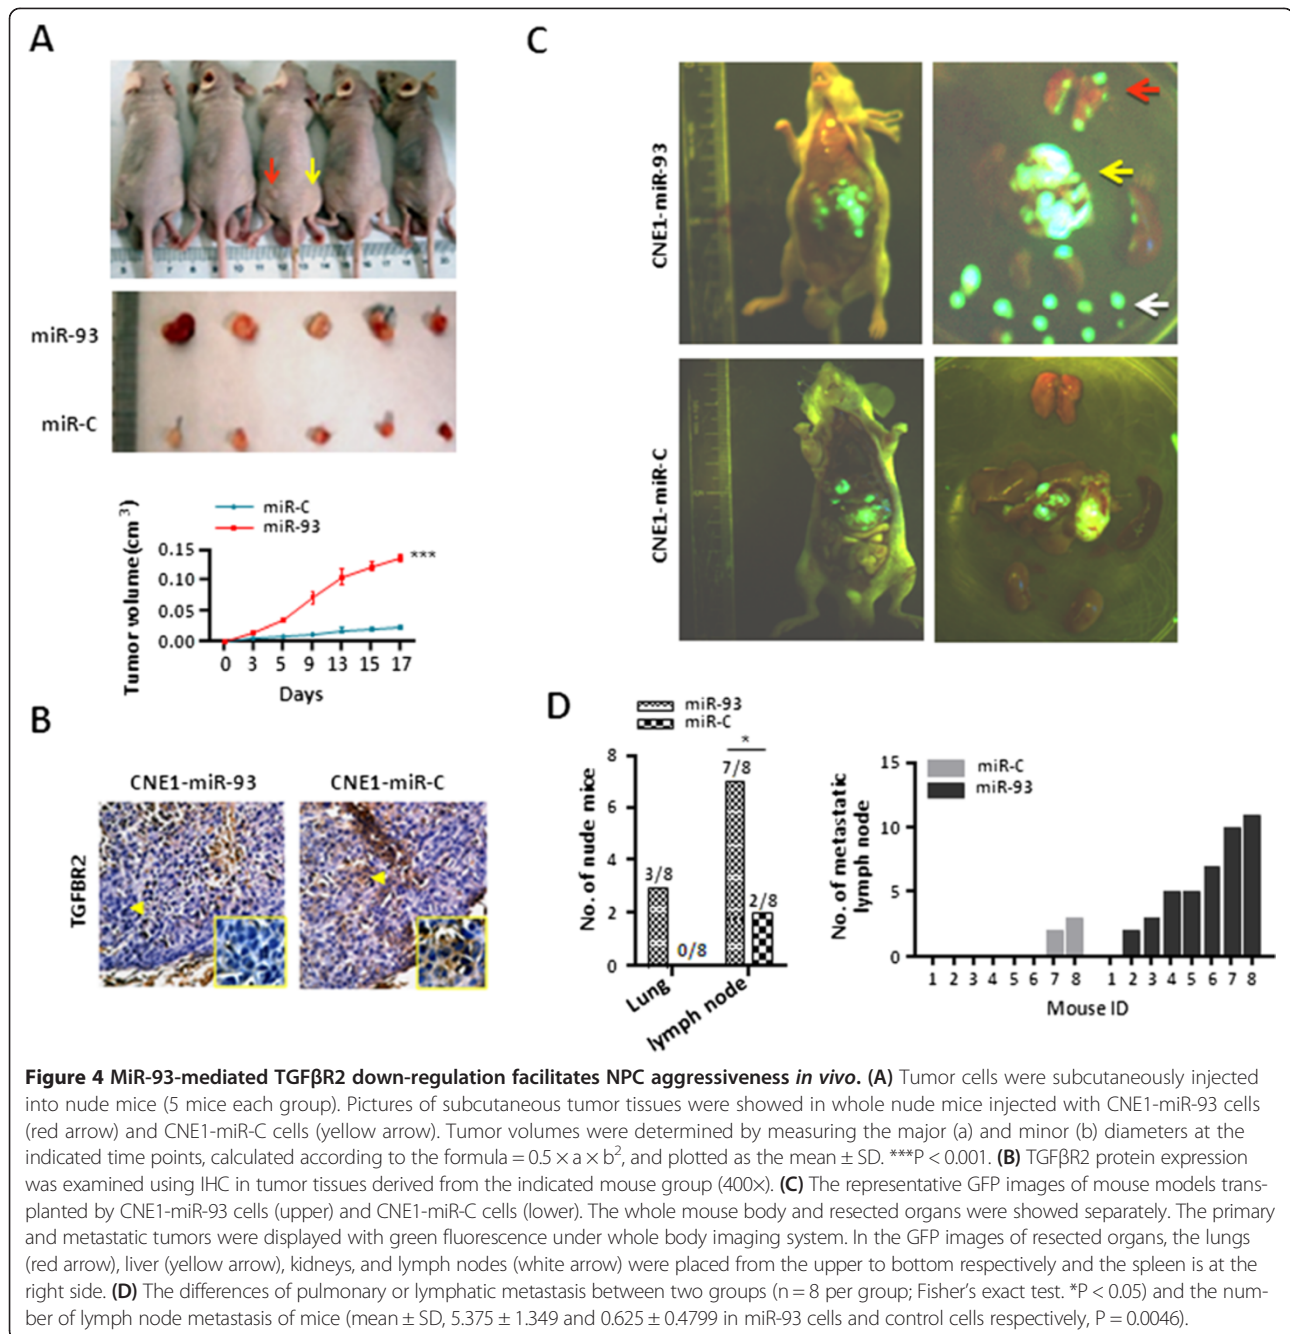 A
miR-93
miR-C
miR-C
miR-93
Tumor volume(cm³)
0.15
0.10
0.05
0.00
0 3 5 9 13 15 17
***
Days
B
CNE1-miR-93 CNE1-miR-C
TGFBR2
C
CNE1-miR-93
CNE1-miR-C
D
miR-93
miR-C
No. of nude mice
8
6
4
2
0
3/8
0/8
7/8
*
2/8
Lung
lymph node
miR-C
miR-93
No. of metastatic
lymph node
15
10
5
0
1 2 3 4 5 6 7 8 1 2 3 4 5 6 7 8
Mouse ID
Figure 4 MiR-93-mediated TGFβR2 down-regulation facilitates NPC aggressiveness in vivo. (A) Tumor cells were subcutaneously injected
into nude mice (5 mice each group). Pictures of subcutaneous tumor tissues were showed in whole nude mice injected with CNE1-miR-93 cells
(red arrow) and CNE1-miR-C cells (yellow arrow). Tumor volumes were determined by measuring the major (a) and minor (b) diameters at the
indicated time points, calculated according to the formula = 0.5 × a × b², and plotted as the mean ± SD. ***P < 0.001. (B) TGFβR2 protein expression
was examined using IHC in tumor tissues derived from the indicated mouse group (400×). (C) The representative GFP images of mouse models trans-
planted by CNE1-miR-93 cells (upper) and CNE1-miR-C cells (lower). The whole mouse body and resected organs were showed separately. The primary
and metastatic tumors were displayed with green fluorescence under whole body imaging system. In the GFP images of resected organs, the lungs
(red arrow), liver (yellow arrow), kidneys, and lymph nodes (white arrow) were placed from the upper to bottom respectively and the spleen is at the
right side. (D) The differences of pulmonary or lymphatic metastasis between two groups (n = 8 per group; Fisher's exact test. *P < 0.05) and the num-
ber of lymph node metastasis of mice (mean ± SD, 5.375 ± 1.349 and 0.625 ± 0.4799 in miR-93 cells and control cells respectively, P = 0.0046).